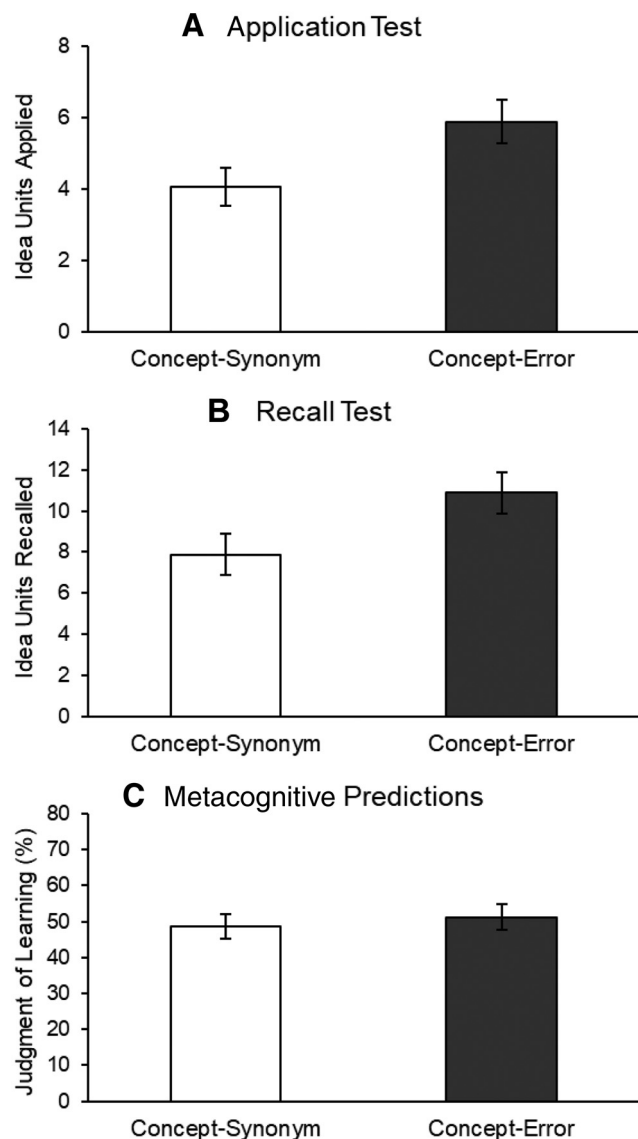 A Application Test
8
6
4
2
0
Idea Units Applied
Concept-Synonym Concept-Error
B Recall Test
14
12
10
8
6
4
2
0
Idea Units Recalled
Concept-Synonym Concept-Error
C Metacognitive Predictions
80
70
60
50
40
30
20
10
0
Judgment of Learning (%)
Concept-Synonym Concept-Error